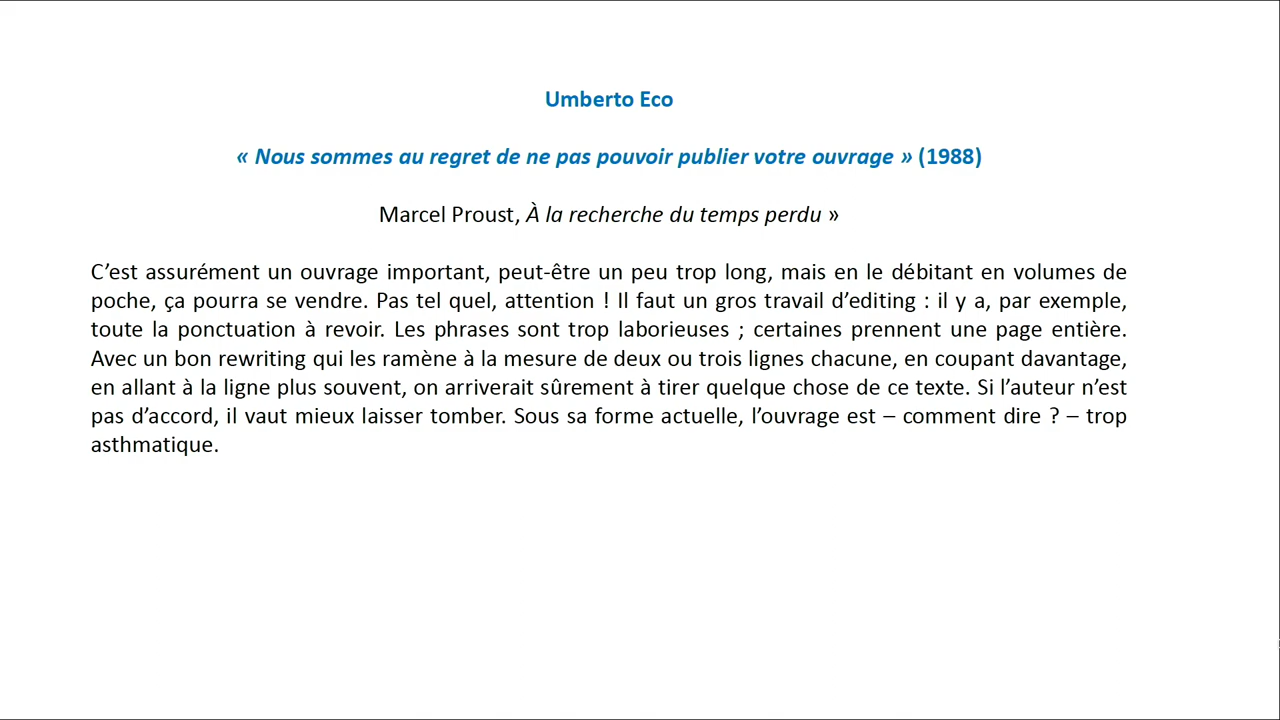 Umberto Eco
« Nous sommes au regret de ne pas pouvoir publier votre ouvrage » (1988)
Marcel Proust, À la recherche du temps perdu »
C’est assurément un ouvrage important, peut-être un peu trop long, mais en le débitant en volumes de
poche, ça pourra se vendre. Pas tel quel, attention ! Il faut un gros travail d’editing : il y a, par exemple,
toute la ponctuation à revoir. Les phrases sont trop laborieuses ; certaines prennent une page entière.
Avec un bon rewriting qui les ramène à la mesure de deux ou trois lignes chacune, en coupant davantage,
en allant à la ligne plus souvent, on arriverait sûrement à tirer quelque chose de ce texte. Si l’auteur n’est
pas d’accord, il vaut mieux laisser tomber. Sous sa forme actuelle, l’ouvrage est – comment dire ? – trop
asthmatique.